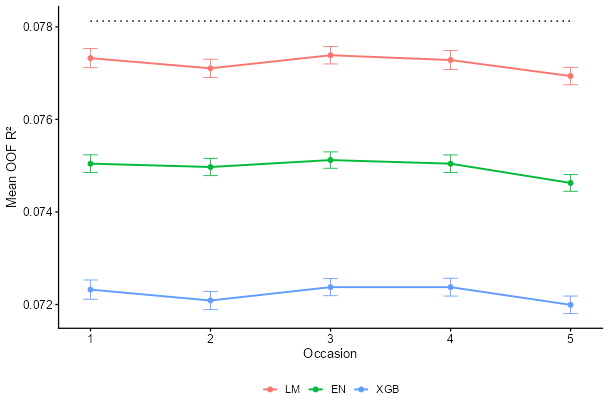 0.078
0.076
0.074
0.072
Mean OOF R²
1 2 3 4 5
Occasion
LM EN XGB